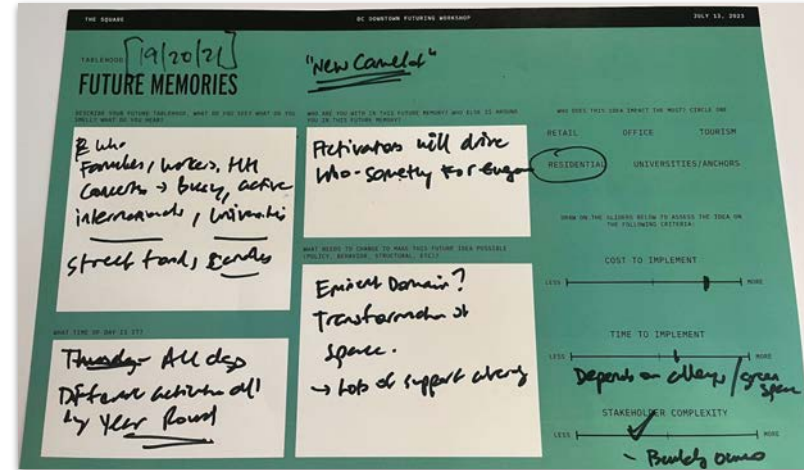 THE SQUARE
DC DOWNTOWN FUTURING WORKSHOP
JULY 13, 2023
TABLEHOOD [19/20/21]
FUTURE MEMORIES
"New Camelot"
DESCRIBE YOUR FUTURE TABLEHOOD. WHAT DO YOU SEE? WHAT DO YOU
SMELL? WHAT DO YOU HEAR?
Who
Families, workers, HH
Concerts → Busy, active
internationals, Universities
street food,
WHAT TIME OF DAY IS IT?
All day
Different all
by Year Round
WHO ARE YOU WITH IN THIS FUTURE MEMORY? WHO ELSE IS AROUND
YOU IN THIS FUTURE MEMORY?
Activators will drive
who - something for
WHAT NEEDS TO CHANGE TO MAKE THIS FUTURE IDEA POSSIBLE
(POLICY, BEHAVIOR, STRUCTURAL, ETC)?
Eminent Domain?
Transformation of
space.
→ Lots of support already
WHO DOES THIS IDEA IMPACT THE MOST? CIRCLE ONE
RETAIL OFFICE TOURISM
RESIDENTIAL UNIVERSITIES/ANCHORS
DRAW ON THE SLIDERS BELOW TO ASSESS THE IDEA ON
THE FOLLOWING CRITERIA:
COST TO IMPLEMENT
LESS MORE
TIME TO IMPLEMENT
LESS MORE
Depends on alleys/green
space
STAKEHOLDER COMPLEXITY
LESS MORE
- Building owners